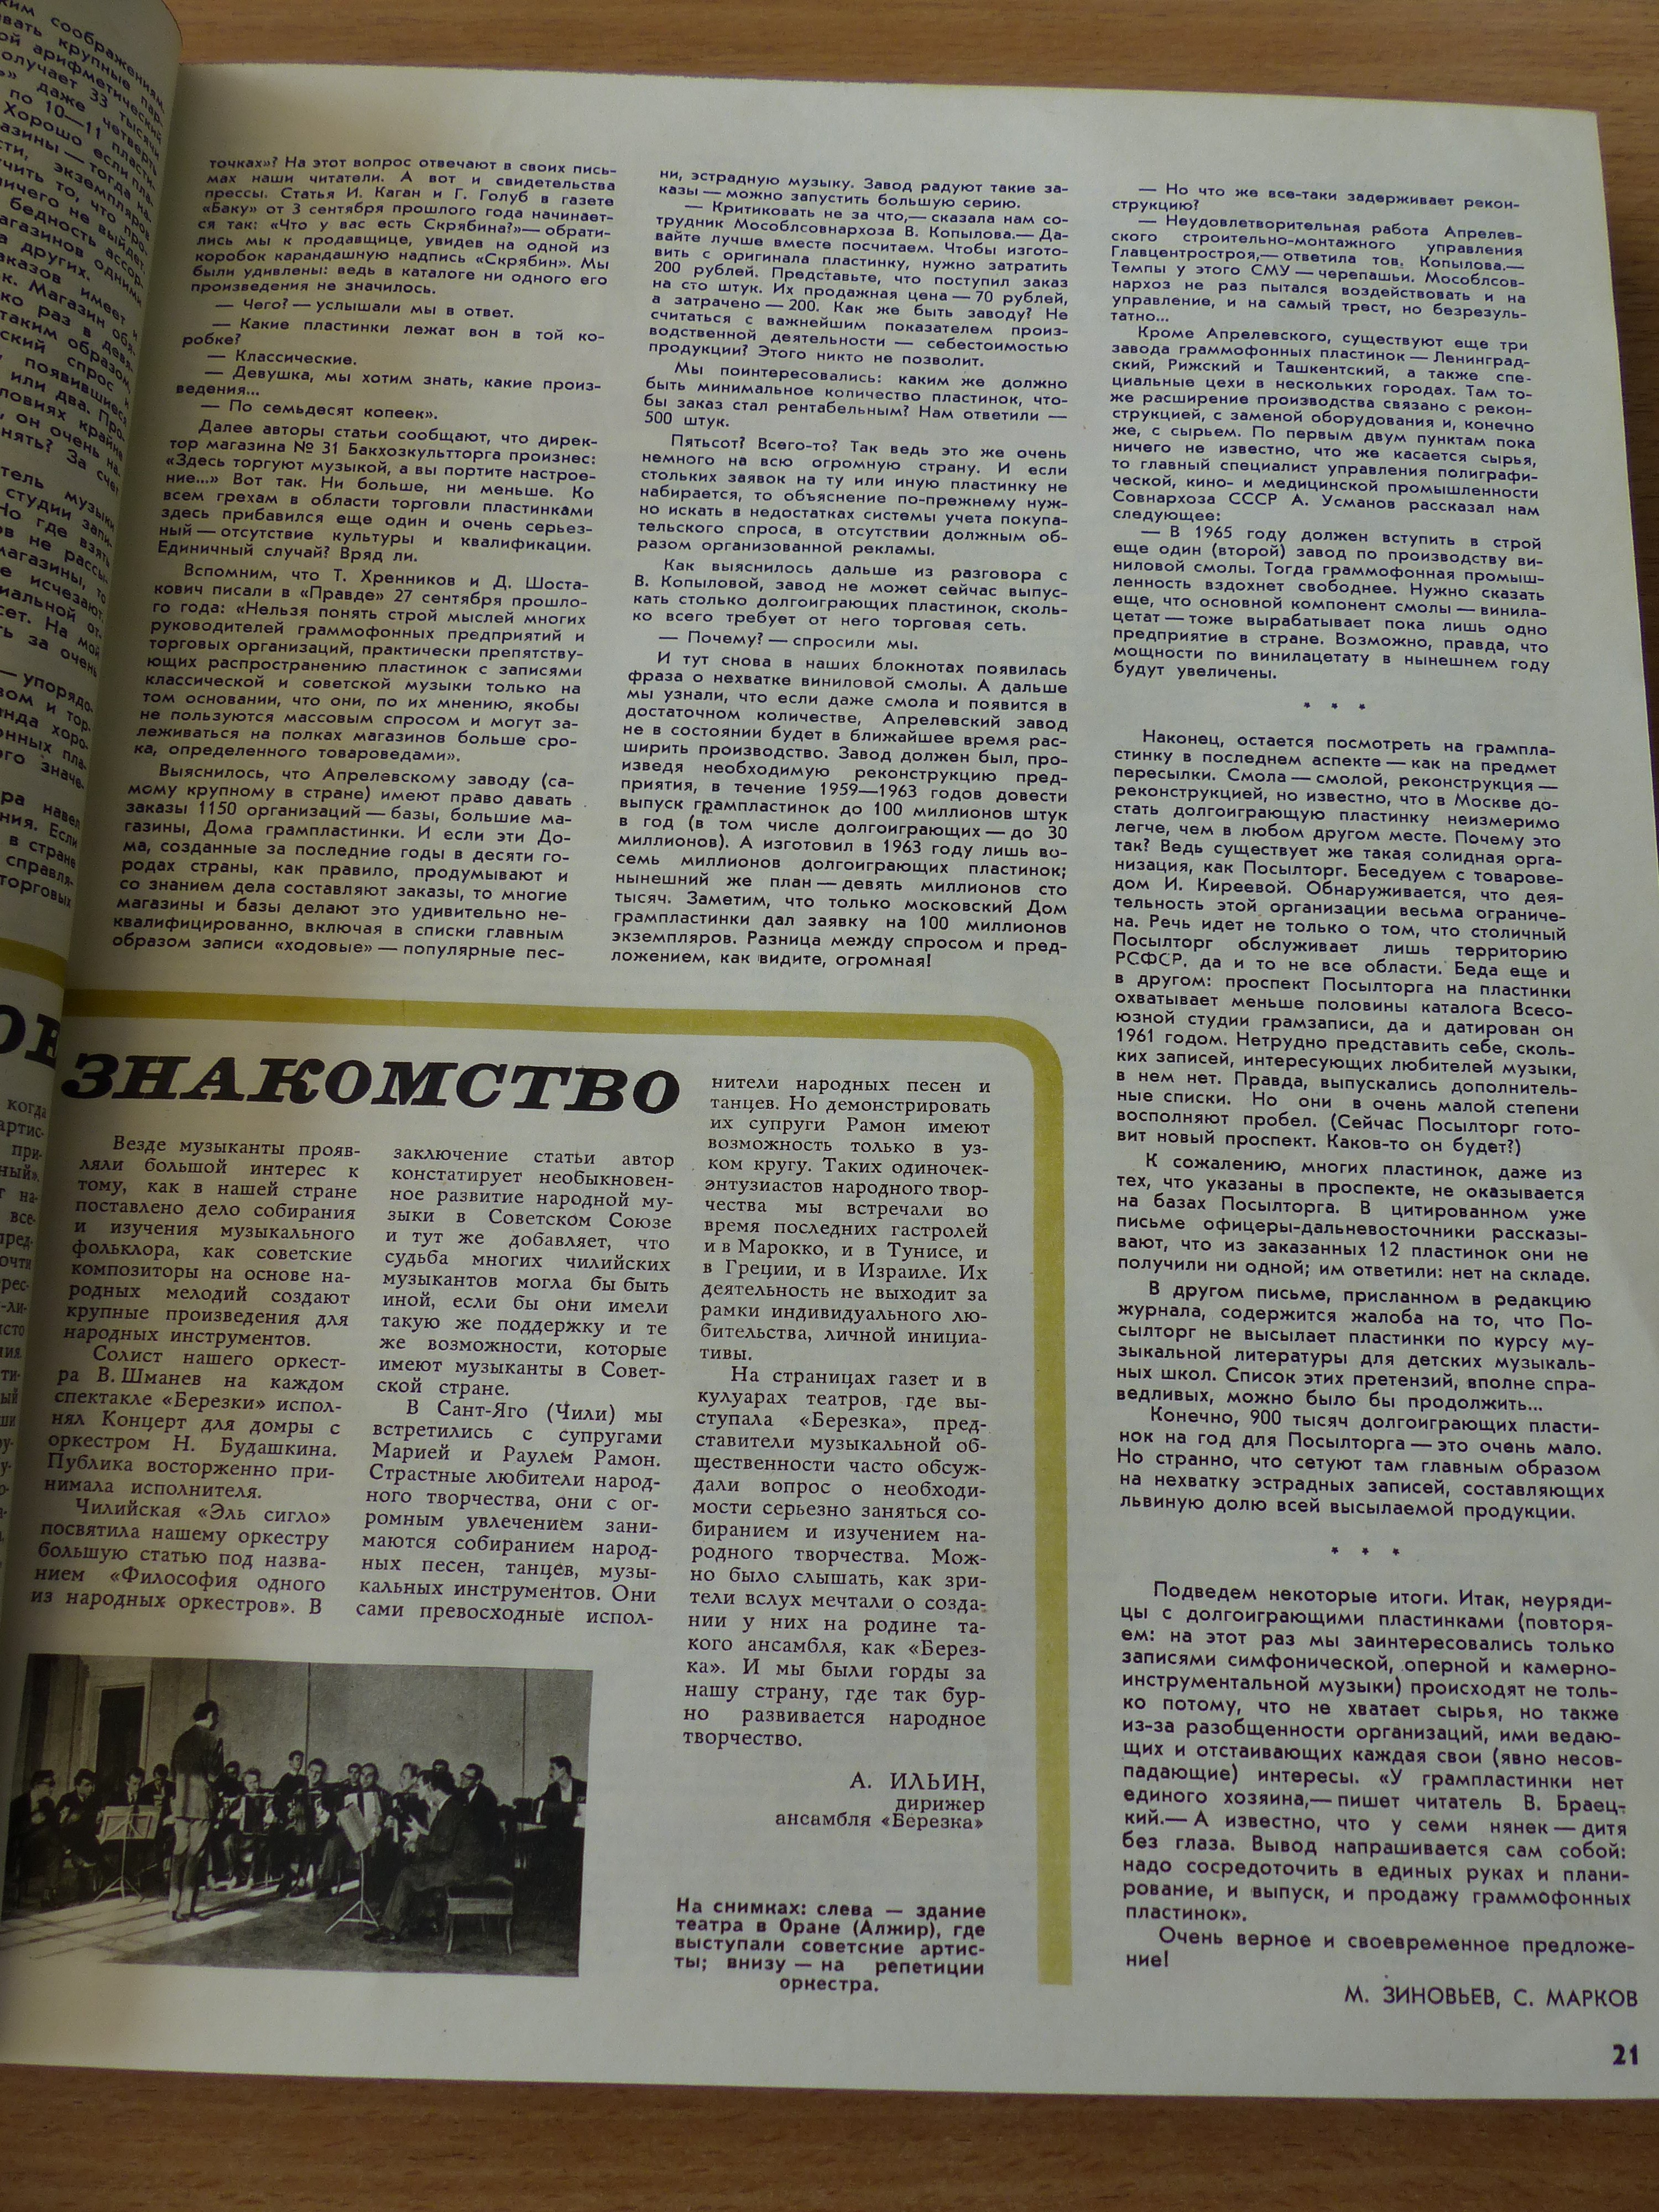 точках»? На этот вопрос отвечают в своих пись-
мах наши читатели. А вот и свидетельства
прессы. Статья И. Каган и Г. Голуб в газете
«Баку» от 3 сентября прошлого года начинает-
ся так: «Что у вас есть Скрябина?»— обрати-
лись мы к продавщице, увидев на одной из
коробок карандашную надпись «Скрябин». Мы
были удивлены: ведь в каталоге ни одного его
произведения не значилось.
— Чего? — услышали мы в ответ.
— Какие пластинки лежат вон в той ко-
робке?
— Классические.
— Девушка, мы хотим знать, какие произ-
ведения...
— По семьдесят копеек».
Далее авторы статьи сообщают, что дирек-
тор магазина № 31 Бакхозкультторга произнес:
«Здесь торгуют музыкой, а вы портите настрое-
ние...» Вот так. Ни больше, ни меньше. Ко
всем грехам в области торговли пластинками
здесь прибавился еще один и очень серьез-
ный — отсутствие культуры и квалификации.
Единичный случай? Вряд ли.
Вспомним, что Т. Хренников и Д. Шоста-
кович писали в «Правде» 27 сентября прошло-
го года: «Нельзя понять строй мыслей многих
руководителей граммофонных предприятий и
торговых организаций, практически препятству-
ющих распространению пластинок с записями
классической и советской музыки только на
том основании, что они, по их мнению, якобы
не пользуются массовым спросом и могут за-
леживаться на полках магазинов больше сро-
ка, определенного товароведами».
Выяснилось, что Апрелевскому заводу (са-
мому крупному в стране) имеют право давать
заказы 1150 организаций — базы, большие ма-
газины, Дома грампластинки. И если эти До-
ма, созданные за последние годы в десяти го-
родах страны, как правило, продумывают и
со знанием дела составляют заказы, то многие
магазины и базы делают это удивительно не-
квалифицированно, включая в списки главным
образом записи «ходовые» — популярные пес-
ни, эстрадную музыку. Завод радуют такие за-
казы — можно запустить большую серию.
— Критиковать не за что,— сказала нам со-
трудник Мособлсовнархоза В. Копылова.— Да-
вайте лучше вместе посчитаем. Чтобы изгото-
вить с оригинала пластинку, нужно затратить
200 рублей. Представьте, что поступил заказ
на сто штук. Их продажная цена — 70 рублей,
а затрачено — 200. Как же быть заводу? Не
считаться с важнейшим показателем произ-
водственной деятельности — себестоимостью
продукции? Этого никто не позволит.
Мы поинтересовались: каким же должно
быть минимальное количество пластинок, что-
бы заказ стал рентабельным? Нам ответили —
500 штук.
Пятьсот? Всего-то? Так ведь это же очень
немного на всю огромную страну. И если
стольких заявок на ту или иную пластинку не
набирается, то объяснение по-прежнему нуж-
но искать в недостатках системы учета покупа-
тельского спроса, в отсутствии должным об-
разом организованной рекламы.
Как выяснилось дальше из разговора с
В. Копыловой, завод не может сейчас выпус-
кать столько долгоиграющих пластинок, сколь-
ко всего требует от него торговая сеть.
— Почему? — спросили мы.
И тут снова в наших блокнотах появилась
фраза о нехватке виниловой смолы. А дальше
мы узнали, что если даже смола и появится в
достаточном количестве, Апрелевский завод
не в состоянии будет в ближайшее время рас-
ширить производство. Завод должен был, про-
изведя необходимую реконструкцию пред-
приятия, в течение 1959—1963 годов довести
выпуск грампластинок до 100 миллионов штук
в год (в том числе долгоиграющих — до 30
миллионов). А изготовил в 1963 году лишь во-
семь миллионов долгоиграющих пластинок;
нынешний же план — девять миллионов сто
тысяч. Заметим, что только московский Дом
грампластинки дал заявку на 100 миллионов
экземпляров. Разница между спросом и пред-
ложением, как видите, огромная!
— Но что же все-таки задерживает рекон-
струкцию?
— Неудовлетворительная работа Апрелев-
ского строительно-монтажного управления
Главцентростроя,— ответила тов. Копылова.—
Темпы у этого СМУ — черепашьи. Мособлсов-
нархоз не раз пытался воздействовать и на
управление, и на самый трест, но безрезуль-
татно...
Кроме Апрелевского, существуют еще три
завода граммофонных пластинок — Ленинград-
ский, Рижский и Ташкентский, а также спе-
циальные цехи в нескольких городах. Там то-
же расширение производства связано с рекон-
струкцией, с заменой оборудования и, конечно
же, с сырьем. По первым двум пунктам пока
ничего не известно, что же касается сырья,
то главный специалист управления полиграфи-
ческой, кино- и медицинской промышленности
Совнархоза СССР А. Усманов рассказал нам
следующее:
— В 1965 году должен вступить в строй
еще один (второй) завод по производству ви-
ниловой смолы. Тогда граммофонная промыш-
ленность вздохнет свободнее. Нужно сказать
еще, что основной компонент смолы — винила-
цетат — тоже вырабатывает пока лишь одно
предприятие в стране. Возможно, правда, что
мощности по винилацетату в нынешнем году
будут увеличены.
* * *
Наконец, остается посмотреть на грампла-
стинку в последнем аспекте — как на предмет
пересылки. Смола — смолой, реконструкция —
реконструкцией, но известно, что в Москве до-
стать долгоиграющую пластинку неизмеримо
легче, чем в любом другом месте. Почему это
так? Ведь существует же такая солидная орга-
низация, как Посылторг. Беседуем с товарове-
дом И. Киреевой. Обнаруживается, что дея-
тельность этой организации весьма ограниче-
на. Речь идет не только о том, что столичный
Посылторг обслуживает лишь территорию
РСФСР, да и то не все области. Беда еще и
в другом: проспект Посылторга на пластинки
охватывает меньше половины каталога Всесо-
юзной студии грамзаписи, да и датирован он
1961 годом. Нетрудно представить себе, сколь-
ких записей, интересующих любителей музыки,
в нем нет. Правда, выпускались дополнитель-
ные списки. Но они в очень малой степени
восполняют пробел. (Сейчас Посылторг гото-
вит новый проспект. Каков-то он будет?)
К сожалению, многих пластинок, даже из
тех, что указаны в проспекте, не оказывается
на базах Посылторга. В цитированном уже
письме офицеры-дальневосточники рассказы-
вают, что из заказанных 12 пластинок они не
получили ни одной; им ответили: нет на складе.
В другом письме, присланном в редакцию
журнала, содержится жалоба на то, что По-
сылторг не высылает пластинки по курсу му-
зыкальной литературы для детских музыкаль-
ных школ. Список этих претензий, вполне спра-
ведливых, можно было бы продолжить...
Конечно, 900 тысяч долгоиграющих пласти-
нок на год для Посылторга — это очень мало.
Но странно, что сетуют там главным образом
на нехватку эстрадных записей, составляющих
львиную долю всей высылаемой продукции.
* * *
Подведем некоторые итоги. Итак, неуряди-
цы с долгоиграющими пластинками (повторя-
ем: на этот раз мы заинтересовались только
записями симфонической, оперной и камерно-
инструментальной музыки) происходят не толь-
ко потому, что не хватает сырья, но также
из-за разобщенности организаций, ими ведаю-
щих и отстаивающих каждая свои (явно несов-
падающие) интересы. «У грампластинки нет
единого хозяина,— пишет читатель В. Браец-
кий.— А известно, что у семи нянек — дитя
без глаза. Вывод напрашивается сам собой:
надо сосредоточить в единых руках и плани-
рование, и выпуск, и продажу граммофонных
пластинок».
Очень верное и своевременное предложе-
ние!
М. ЗИНОВЬЕВ, С. МАРКОВ
ЗНАКОМСТВО
Везде музыканты прояв-
ляли большой интерес к
тому, как в нашей стране
поставлено дело собирания
и изучения музыкального
фольклора, как советские
композиторы на основе на-
родных мелодий создают
крупные произведения для
народных инструментов.
Солист нашего оркест-
ра В. Шманев на каждом
спектакле «Березки» испол-
нял Концерт для домры с
оркестром Н. Будашкина.
Публика восторженно при-
нимала исполнителя.
Чилийская «Эль сигло»
посвятила нашему оркестру
большую статью под назва-
нием «Философия одного
из народных оркестров». В
заключение статьи автор
констатирует необыкновен-
ное развитие народной му-
зыки в Советском Союзе
и тут же добавляет, что
судьба многих чилийских
музыкантов могла бы быть
иной, если бы они имели
такую же поддержку и те
же возможности, которые
имеют музыканты в Совет-
ской стране.
В Сант-Яго (Чили) мы
встретились с супругами
Марией и Раулем Рамон.
Страстные любители народ-
ного творчества, они с ог-
ромным увлечением зани-
маются собиранием народ-
ных песен, танцев, музы-
кальных инструментов. Они
сами превосходные испол-
нители народных песен и
танцев. Но демонстрировать
их супруги Рамон имеют
возможность только в уз-
ком кругу. Таких одиночек-
энтузиастов народного твор-
чества мы встречали во
время последних гастролей
и в Марокко, и в Тунисе, и
в Греции, и в Израиле. Их
деятельность не выходит за
рамки индивидуального лю-
бительства, личной инициа-
тивы.
На страницах газет и в
кулуарах театров, где вы-
ступала «Березка», пред-
ставители музыкальной об-
щественности часто обсуж-
дали вопрос о необходи-
мости серьезно заняться со-
биранием и изучением на-
родного творчества. Мож-
но было слышать, как зри-
тели вслух мечтали о созда-
нии у них на родине та-
кого ансамбля, как «Берез-
ка». И мы были горды за
нашу страну, где так бур-
но развивается народное
творчество.
А. ИЛЬИН,
дирижер
ансамбля «Березка»
На снимках: слева — здание
театра в Оране (Алжир), где
выступали советские артис-
ты; внизу — на репетиции
оркестра.
21